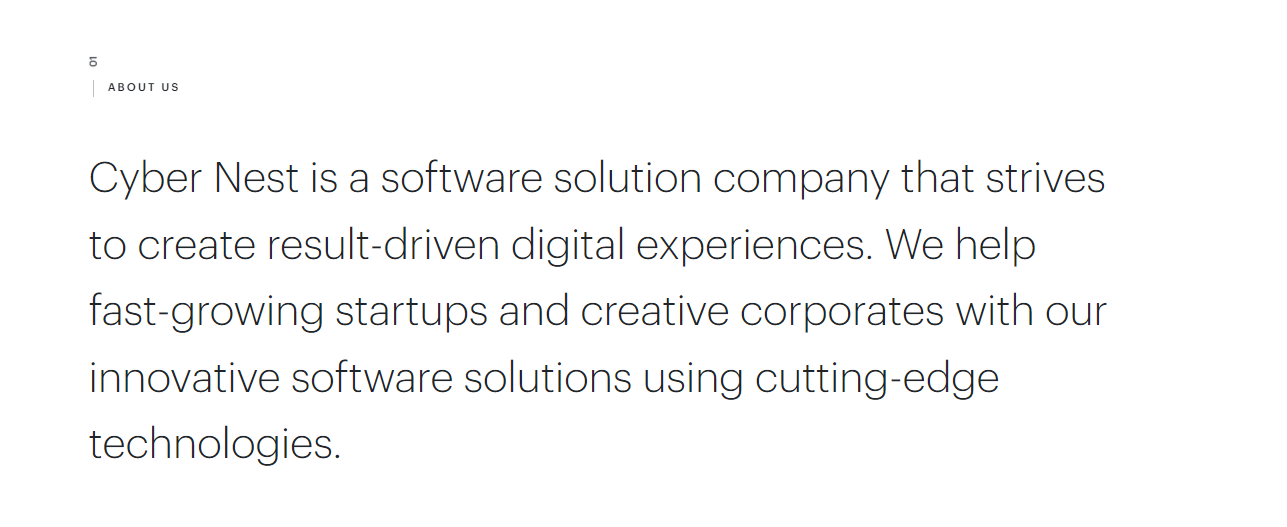 01
ABOUT US
Cyber Nest is a software solution company that strives
to create result-driven digital experiences. We help
fast-growing startups and creative corporates with our
innovative software solutions using cutting-edge
technologies.